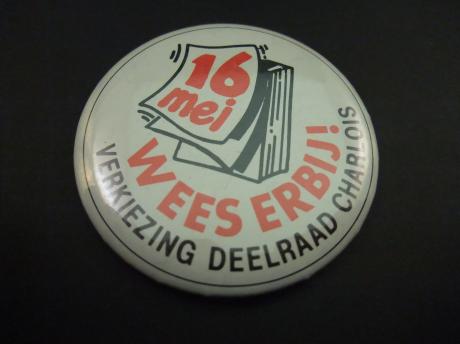 16
mei
WEES ERBIJ!
VERKIEZING DEELRAAD CHARLOIS